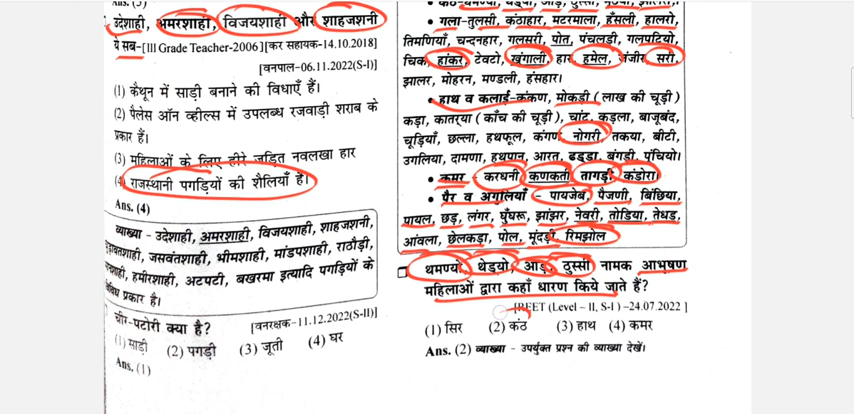 Ans. (3)
उदेशाही, अमरशाही, विजयशाही और शाहजशनी
ये सब-[III Grade Teacher-2006][कर सहायक-14.10.2018]
[वनपाल-06.11.2022(S-I)]
(1) कैथून में साड़ी बनाने की विधाएँ हैं।
(2) पैलेस ऑन व्हील्स में उपलब्ध रजवाड़ी शराब के
प्रकार हैं।
(3) महिलाओं के लिए हीरे जड़ित नवलखा हार
(4) राजस्थानी पगड़ियों की शैलियाँ हैं।
Ans. (4)
व्याख्या - उदेशाही, अमरशाही, विजयशाही, शाहजशनी,
जसवंतशाही, भीमशाही, मांडपशाही, राठौड़ी,
हमीरशाही, अटपटी, बखरमा इत्यादि पगड़ियों के
विविध प्रकार है।
चीर-पटोरी क्या है? [वनरक्षक-11.12.2022(S-II)]
(1) साड़ी (2) पगड़ी (3) जूती (4) घर
Ans. (1)
• गला-तुलसी, कंठाहार, मटरमाला, हँसली, हालरो,
तिमणियाँ, चन्दनहार, गलसरी, पोत, पंचलड़ी, गलपटियो,
चिक, हांकर, टेवटो, खंगाली, हार, हमेल, जंजीर, सरी,
झालर, मोहरन, मण्डली, हंसहार।
• हाथ व कलाई-कंकण, मोकड़ी (लाख की चूड़ी)
कड़ा, कातर्‌या (काँच की चूड़ी), चांट, कड़ला, बाजूबंद,
चूड़ियाँ, छल्ला, हथफूल, कंगण, नोगरी, तकया, बीटी,
उगलिया, दामणा, हथपान, आरत, ढड्डा, बंगड़ी, पुंचियो।
• कमर - करधनी, कणकती, तागड़ी, कंडोरा।
• पैर व अंगुलियाँ - पायजेब, पैजणी, बिंछिया,
पायल, छड़, लंगर, घुँघरू, झांझर, नेवरी, तोडिया, तेधड़,
आंवला, छेलकड़ा, पोल, मूंदड़ी, रिमझोल
थमण्यो, थेड्यो, आड़, ठुस्सी नामक आभूषण
महिलाओं द्वारा कहाँ धारण किये जाते हैं?
[REET (Level – II, S-I ) -24.07.2022 ]
(1) सिर (2) कंठ (3) हाथ (4) कमर
Ans. (2) व्याख्या - उपर्युक्त प्रश्न की व्याख्या देखें।